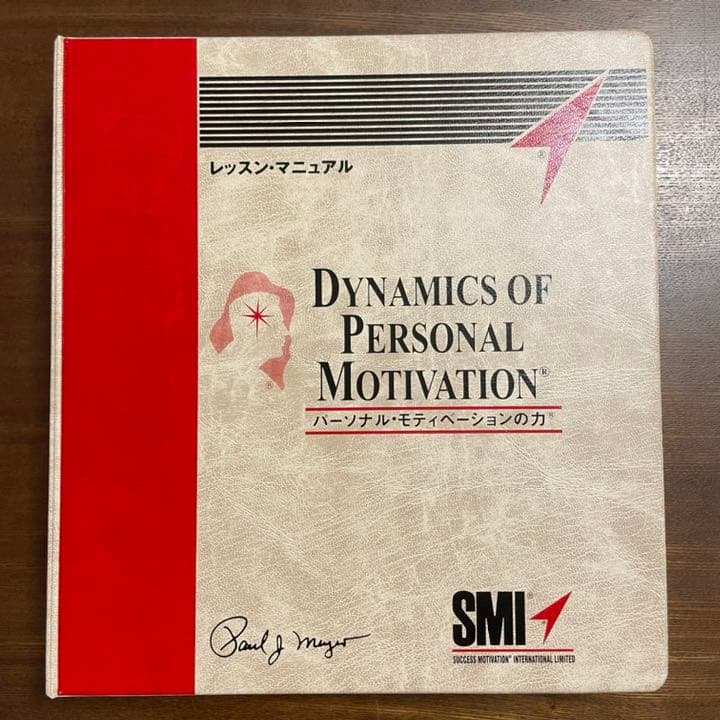 レッスン・マニュアル
DYNAMICS OF
PERSONAL
MOTIVATION®
パーソナル・モティベーションの力®
Paul J. Meyer
SMI®
SUCCESS MOTIVATION® INTERNATIONAL LIMITED